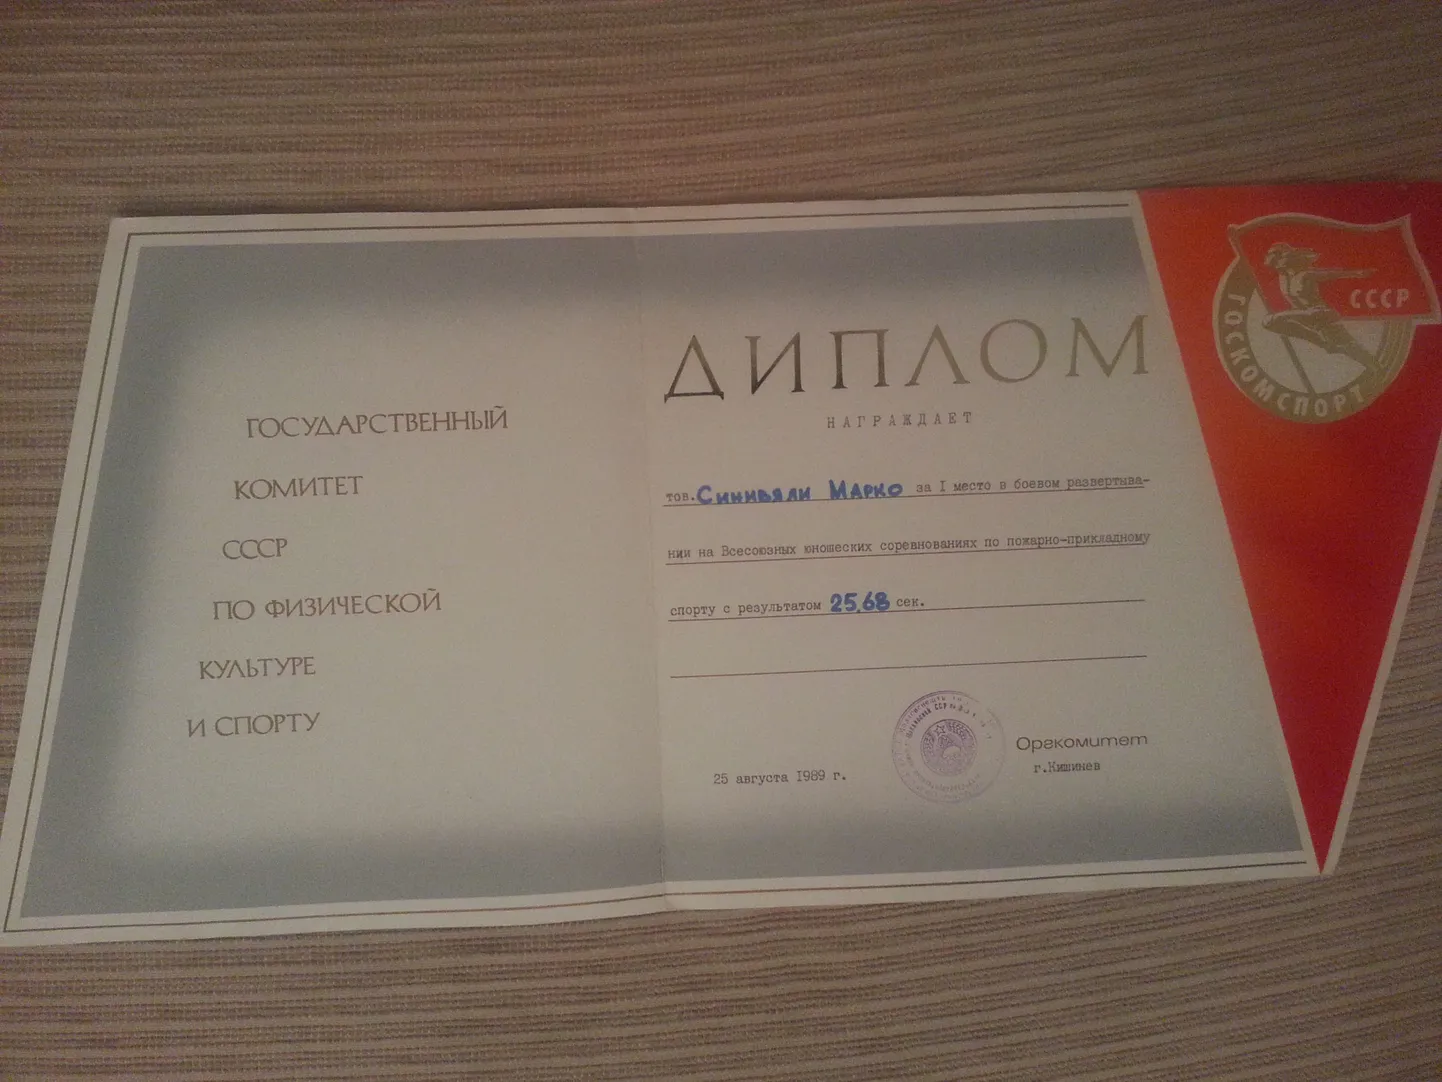 ГОСУДАРСТВЕННЫЙ
КОМИТЕТ
СССР
ПО ФИЗИЧЕСКОЙ
КУЛЬТУРЕ
И СПОРТУ
ДИПЛОМ
НАГРАЖДАЕТ
тов. Синивяли Марко за I место в боевом развертыва-
нии на Всесоюзных юношеских соревнованиях по пожарно-прикладному
спорту с результатом 25,68 сек.
25 августа 1989 г.
Оргкомитет
г.Кишинев
СССР
ГОСКОМСПОРТ